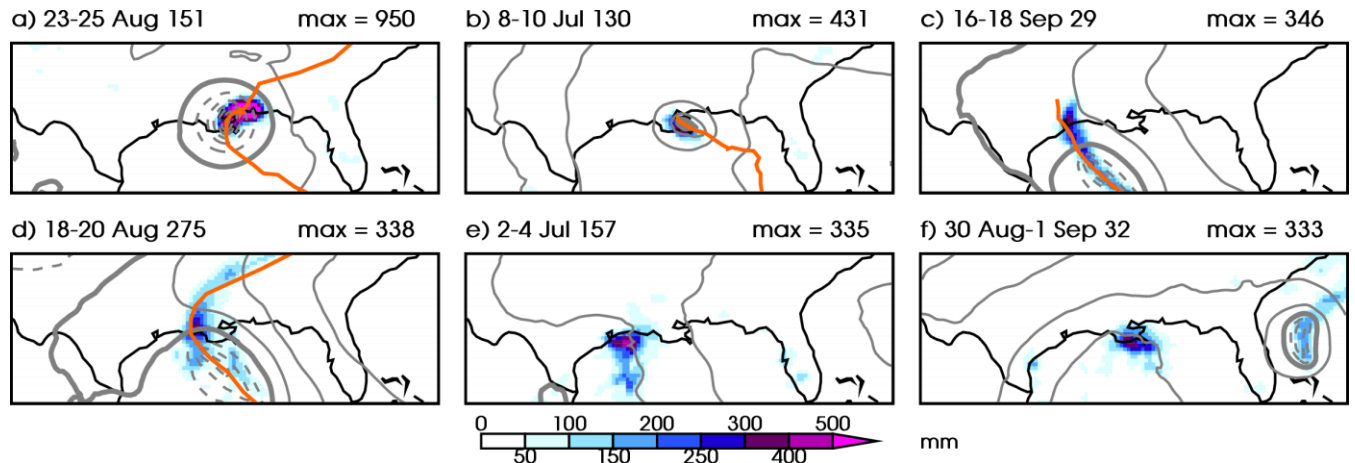 a) 23-25 Aug 151 max = 950
b) 8-10 Jul 130 max = 431
c) 16-18 Sep 29 max = 346
d) 18-20 Aug 275 max = 338
e) 2-4 Jul 157 max = 335
f) 30 Aug-1 Sep 32 max = 333
0 100 200 300 500
50 150 250 400
mm